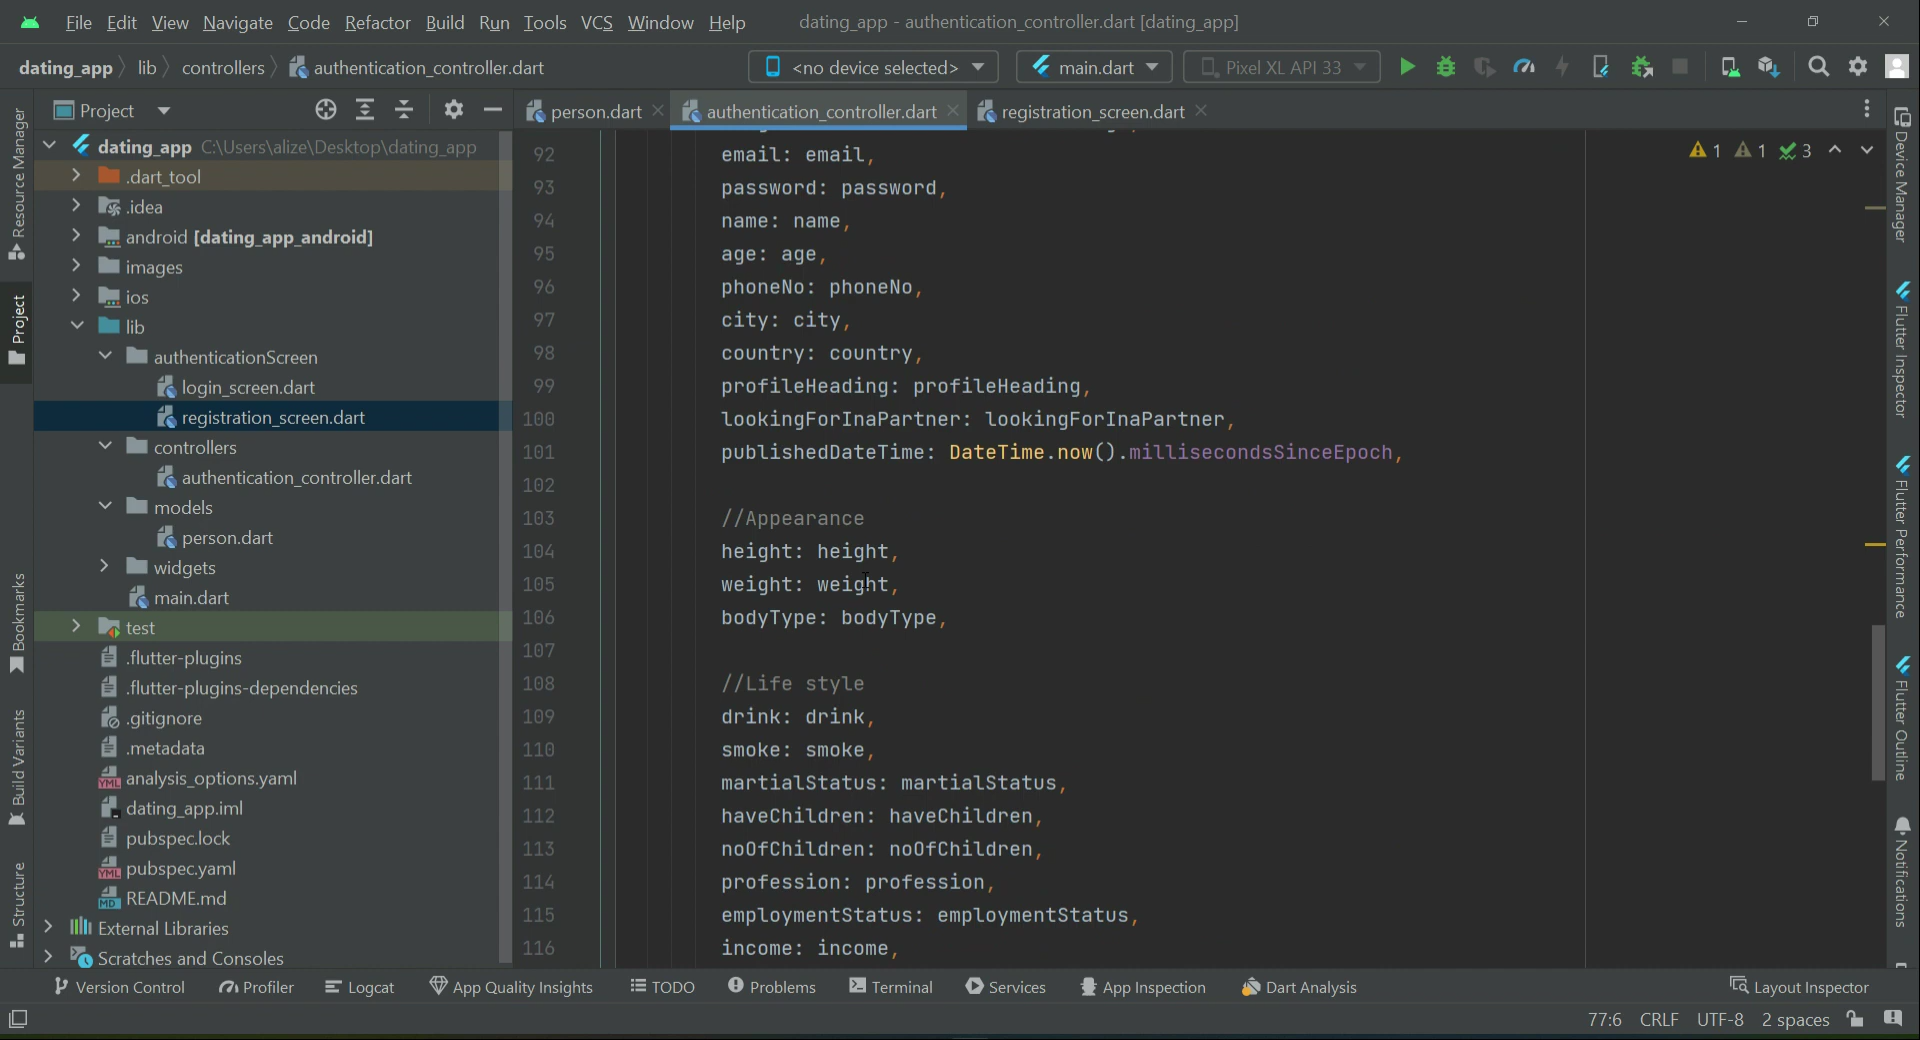 File Edit View Navigate Code Refactor Build Run Tools VCS Window Help dating_app - authentication_controller.dart [dating_app]
dating_app lib controllers authentication_controller.dart <no device selected> main.dart Pixel XL API 33
Project
person.dart authentication_controller.dart registration_screen.dart
dating_app C:\Users\alize\Desktop\dating_app
.dart_tool
.idea
android [dating_app_android]
images
ios
lib
authenticationScreen
login_screen.dart
registration_screen.dart
controllers
authentication_controller.dart
models
person.dart
widgets
main.dart
test
.flutter-plugins
.flutter-plugins-dependencies
.gitignore
.metadata
analysis_options.yaml
dating_app.iml
pubspec.lock
pubspec.yaml
README.md
External Libraries
Scratches and Consoles
Resource Manager
Project
Bookmarks
Build Variants
Structure
92 email: email,
93 password: password,
94 name: name,
95 age: age,
96 phoneNo: phoneNo,
97 city: city,
98 country: country,
99 profileHeading: profileHeading,
100 lookingForInaPartner: lookingForInaPartner,
101 publishedDateTime: DateTime.now().millisecondsSinceEpoch,
102
103 //Appearance
104 height: height,
105 weight: weight,
106 bodyType: bodyType,
107
108 //Life style
109 drink: drink,
110 smoke: smoke,
111 martialStatus: martialStatus,
112 haveChildren: haveChildren,
113 noOfChildren: noOfChildren,
114 profession: profession,
115 employmentStatus: employmentStatus,
116 income: income,
1 1 3
Device Manager
Flutter Inspector
Flutter Performance
Flutter Outline
Notifications
Version Control Profiler Logcat App Quality Insights TODO Problems Terminal Services App Inspection Dart Analysis Layout Inspector
77:6 CRLF UTF-8 2 spaces